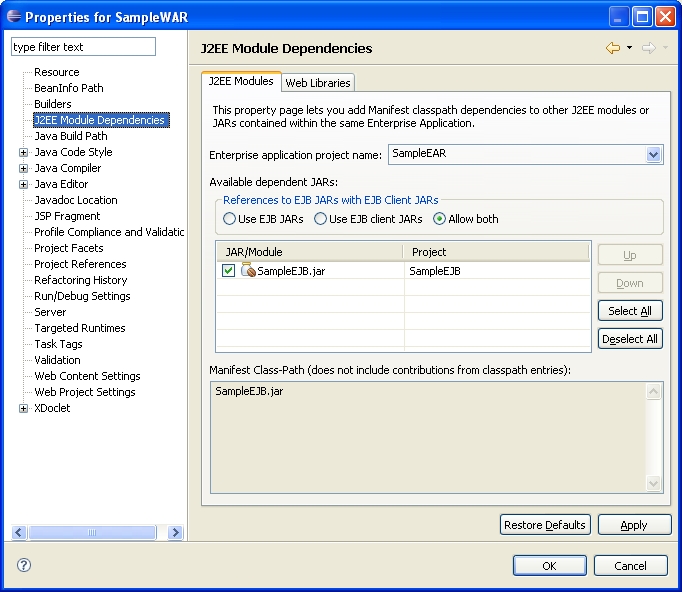 Properties for SampleWAR
type filter text
Resource
BeanInfo Path
Builders
J2EE Module Dependencies
Java Build Path
Java Code Style
Java Compiler
Java Editor
Javadoc Location
JSP Fragment
Profile Compliance and Validatic
Project Facets
Project References
Refactoring History
Run/Debug Settings
Server
Targeted Runtimes
Task Tags
Validation
Web Content Settings
Web Project Settings
XDoclet
J2EE Module Dependencies
J2EE Modules
Web Libraries
This property page lets you add Manifest classpath dependencies to other J2EE modules or
JARs contained within the same Enterprise Application.
Enterprise application project name: SampleEAR
Available dependent JARs:
References to EJB JARs with EJB Client JARs
Use EJB JARs Use EJB client JARs Allow both
JAR/Module Project
SampleEJB.jar SampleEJB
Up
Down
Select All
Deselect All
Manifest Class-Path (does not include contributions from classpath entries):
SampleEJB.jar
Restore Defaults Apply
? OK Cancel